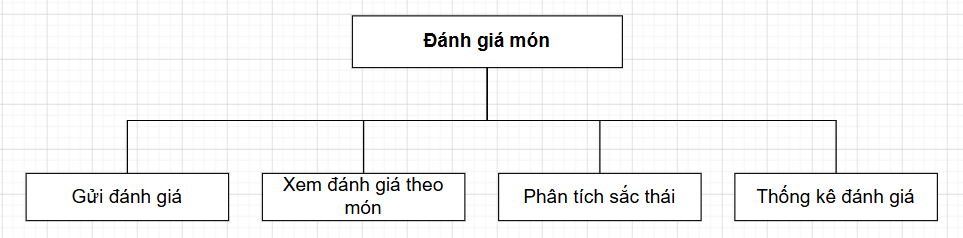 Đánh giá món
Gửi đánh giá
Xem đánh giá theo
món
Phân tích sắc thái
Thống kê đánh giá